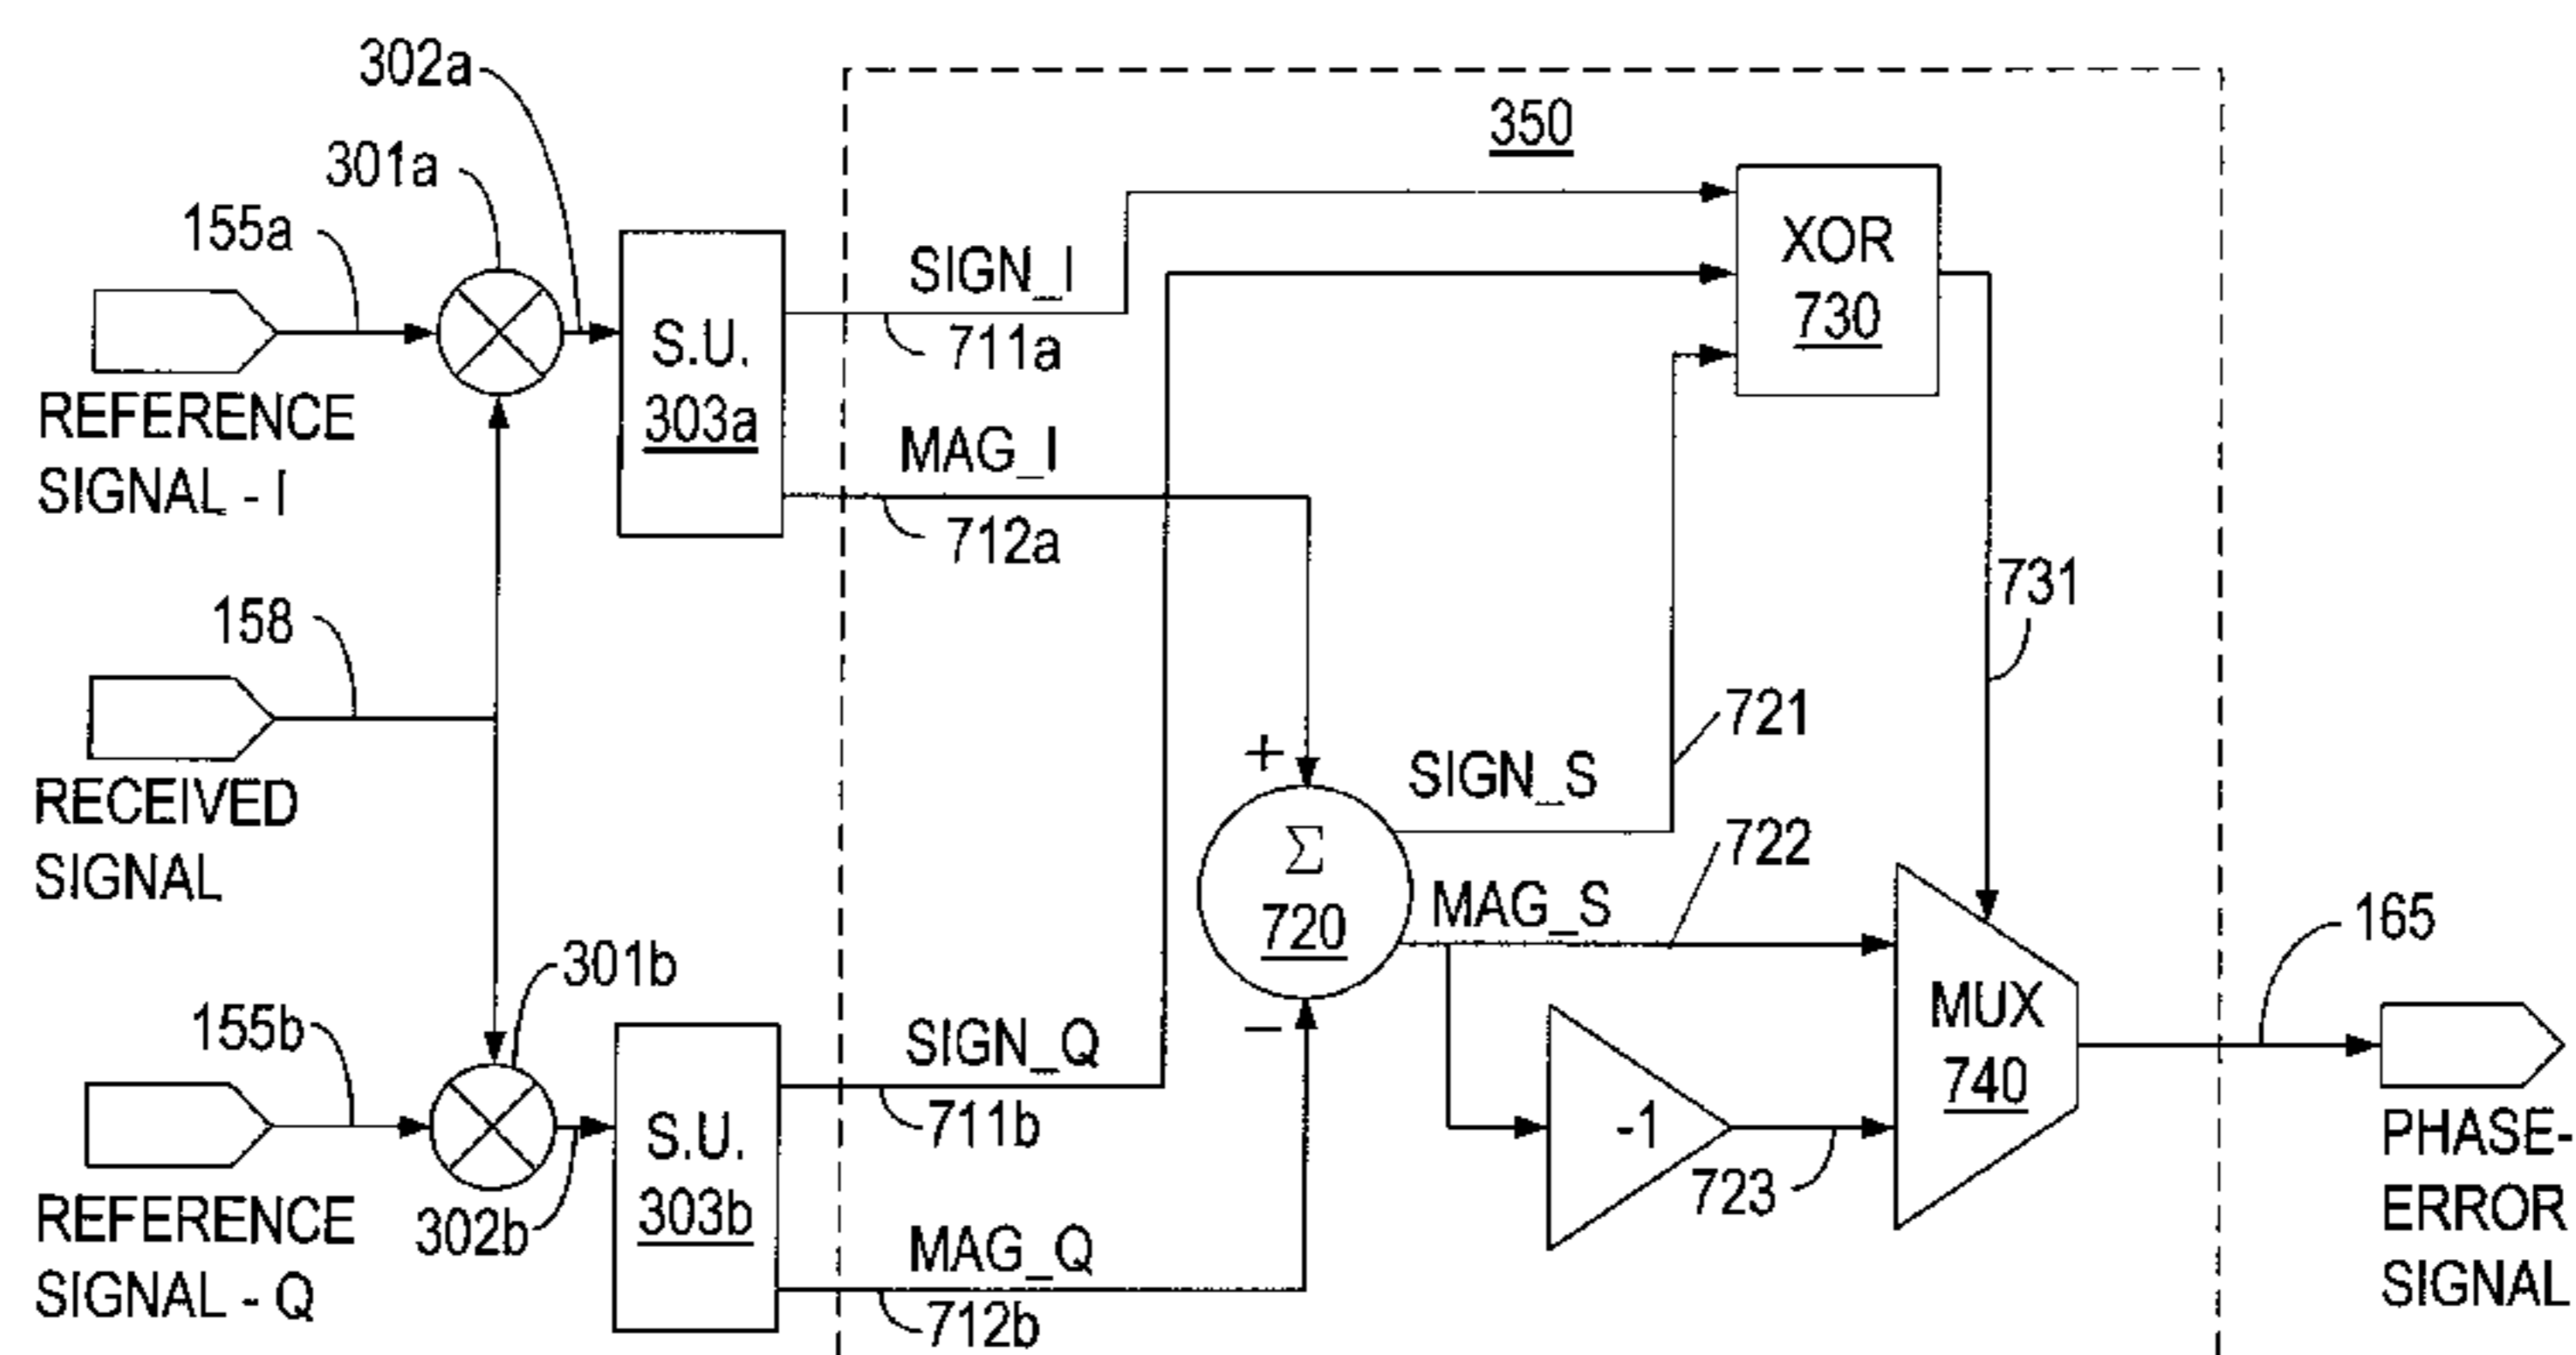 302a
350
301a
155a
XOR
730
SIGN_I
711a
S.U.
303a
REFERENCE
SIGNAL - I
MAG_I
712a
731
158
RECEIVED
SIGNAL
+
SIGN_S
721
Σ
720
MAG_S
722
165
301b
155b
SIGN_Q
711b
–
MUX
740
-1
723
S.U.
303b
302b
REFERENCE
SIGNAL - Q
MAG_Q
712b
PHASE-
ERROR
SIGNAL